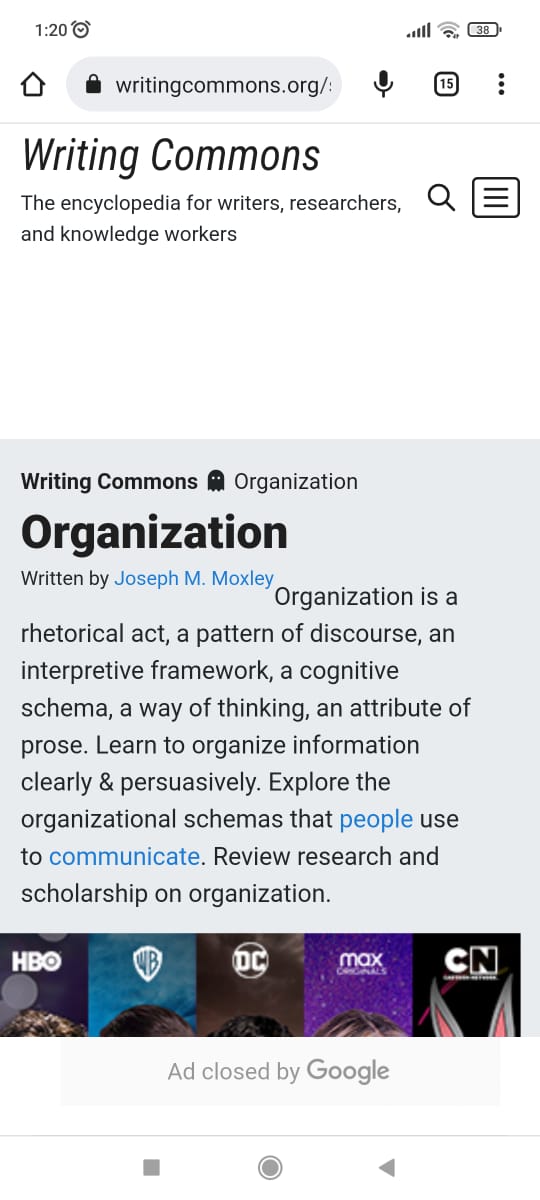 1:20
38
writingcommons.org/
15
Writing Commons
The encyclopedia for writers, researchers,
and knowledge workers
Writing Commons Organization
Organization
Written by Joseph M. Moxley
Organization is a
rhetorical act, a pattern of discourse, an
interpretive framework, a cognitive
schema, a way of thinking, an attribute of
prose. Learn to organize information
clearly & persuasively. Explore the
organizational schemas that people use
to communicate. Review research and
scholarship on organization.
HBO WB DC max CN
ORIGINALS CARTOON NETWORK
Ad closed by Google